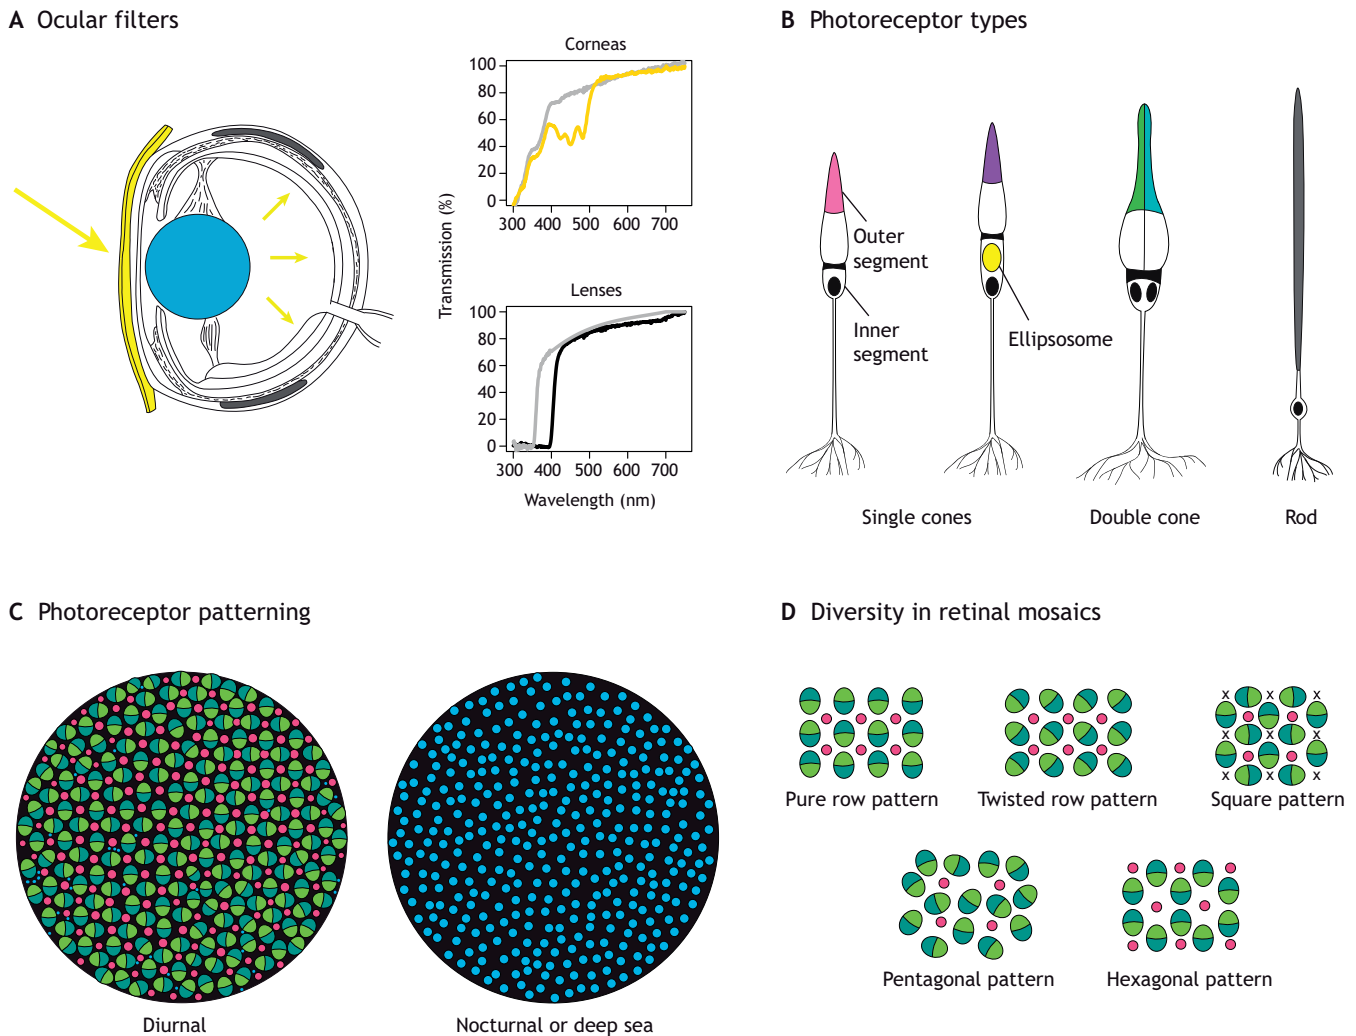 A Ocular filters
Corneas
100
80
60
40
20
0
300 400 500 600 700
Transmission (%)
Lenses
100
80
60
40
20
0
300 400 500 600 700
Wavelength (nm)
B Photoreceptor types
Outer
segment
Inner
segment
Ellipsosome
Single cones
Double cone
Rod
C Photoreceptor patterning
Diurnal
Nocturnal or deep sea
D Diversity in retinal mosaics
x x x
x x x
x x x
Pure row pattern
Twisted row pattern
Square pattern
Pentagonal pattern
Hexagonal pattern